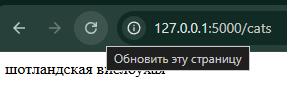 127.0.0.1:5000/cats
Обновить эту страницу
шотландская вислоухая